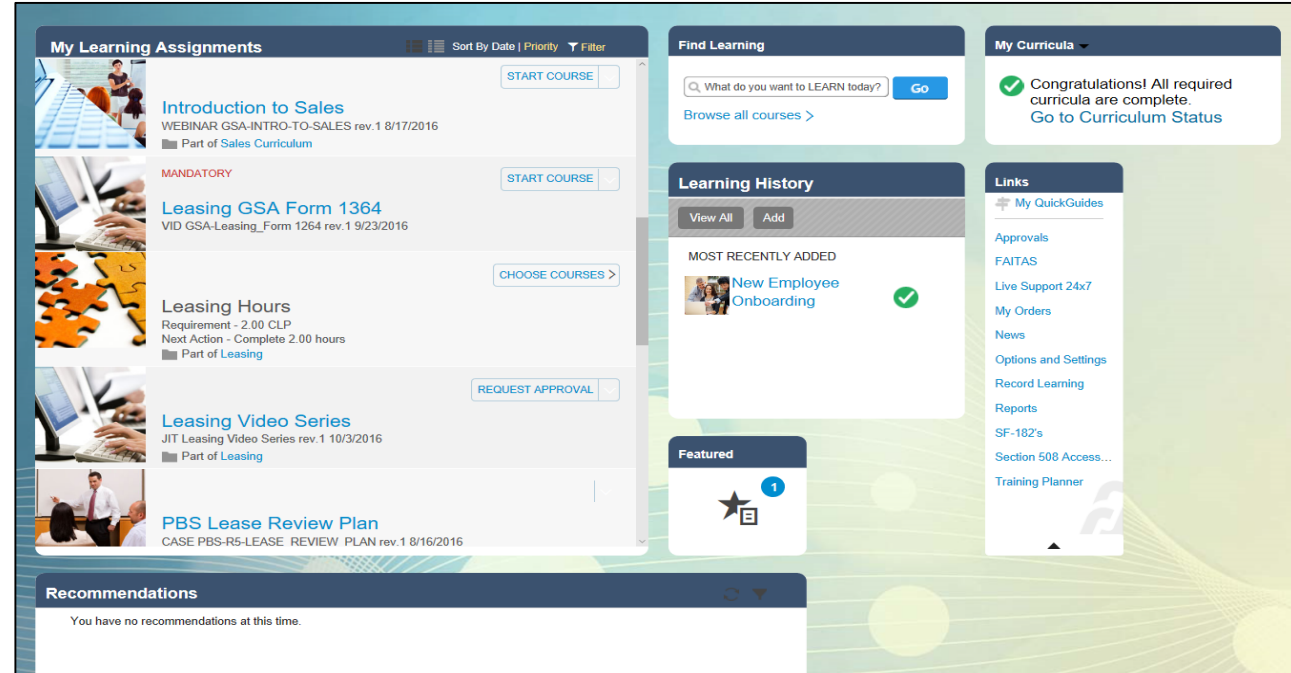 My Learning Assignments
Sort By Date | Priority Filter
START COURSE
Introduction to Sales
WEBINAR GSA-INTRO-TO-SALES rev.1 8/17/2016
Part of Sales Curriculum
MANDATORY
START COURSE
Leasing GSA Form 1364
VID GSA-Leasing_Form 1264 rev.1 9/23/2016
CHOOSE COURSES >
Leasing Hours
Requirement - 2.00 CLP
Next Action - Complete 2.00 hours
Part of Leasing
REQUEST APPROVAL
Leasing Video Series
JIT Leasing Video Series rev.1 10/3/2016
Part of Leasing
PBS Lease Review Plan
CASE PBS-R5-LEASE_REVIEW_PLAN rev.1 8/16/2016
Find Learning
What do you want to LEARN today? Go
Browse all courses >
My Curricula
Congratulations! All required
curricula are complete.
Go to Curriculum Status
Learning History
View All Add
MOST RECENTLY ADDED
New Employee
Onboarding
Links
My QuickGuides
Approvals
FAITAS
Live Support 24x7
My Orders
News
Options and Settings
Record Learning
Reports
SF-182's
Section 508 Access...
Training Planner
Featured
1
Recommendations
You have no recommendations at this time.